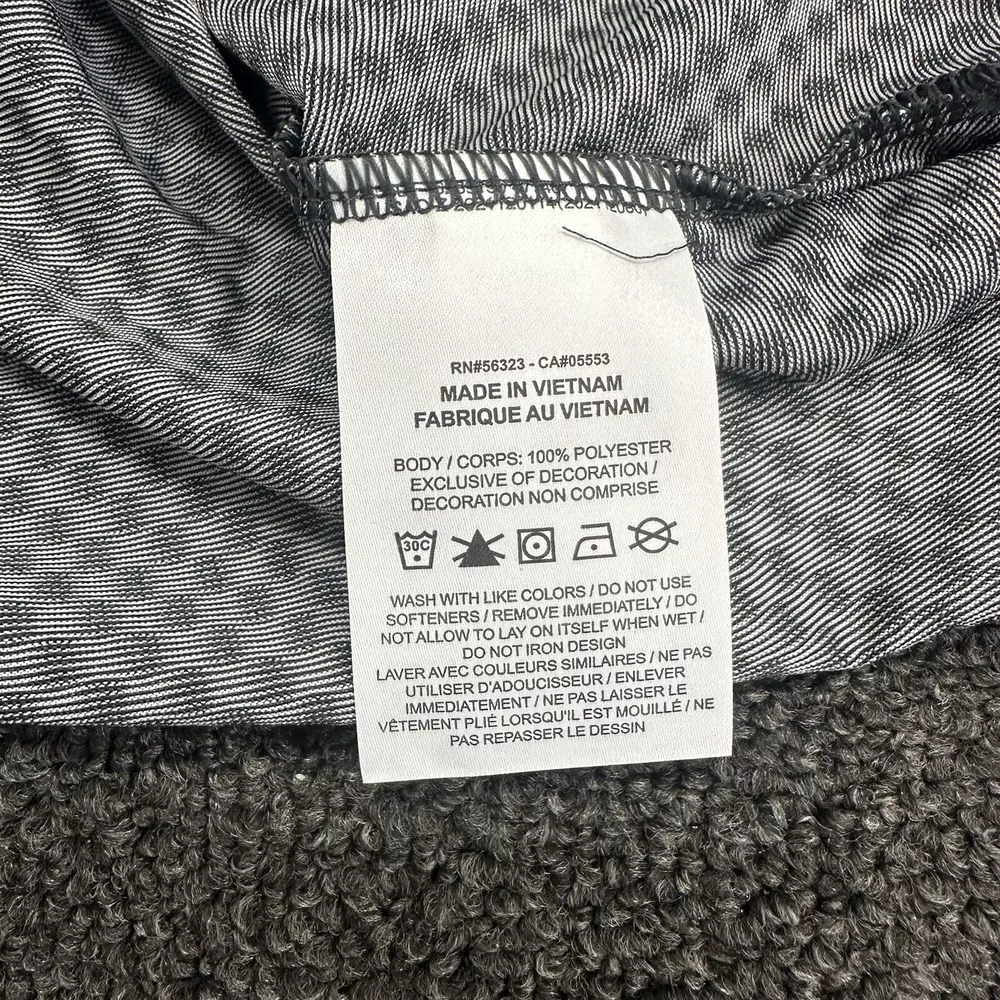 RN#56323 - CA#05553
MADE IN VIETNAM
FABRIQUE AU VIETNAM
BODY / CORPS: 100% POLYESTER
EXCLUSIVE OF DECORATION /
DECORATION NON COMPRISE
30C
WASH WITH LIKE COLORS / DO NOT USE
SOFTENERS / REMOVE IMMEDIATELY / DO
NOT ALLOW TO LAY ON ITSELF WHEN WET /
DO NOT IRON DESIGN
LAVER AVEC COULEURS SIMILAIRES / NE PAS
UTILISER D'ADOUCISSEUR / ENLEVER
IMMEDIATEMENT / NE PAS LAISSER LE
VÊTEMENT PLIÉ LORSQU'IL EST MOUILLÉ / NE
PAS REPASSER LE DESSIN